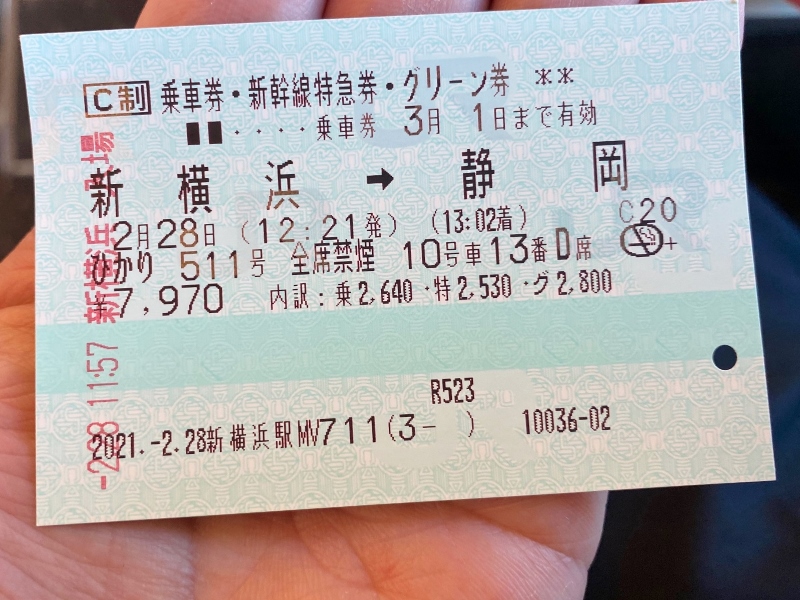 C制 乗車券・新幹線特急券・グリーン券 **
■■・・・・乗車券 3月 1日まで有効
新横浜 → 静岡
2月28日 (12:21発) (13:02着) C20
ひかり 511号 全席禁煙 10号車13番D席
¥7,970 内訳:乗2,640・特2,530・グ2,800
R523
2021.-2.28新横浜駅MV711(3- ) 10036-02
-2.28 11:57 新横浜 入場